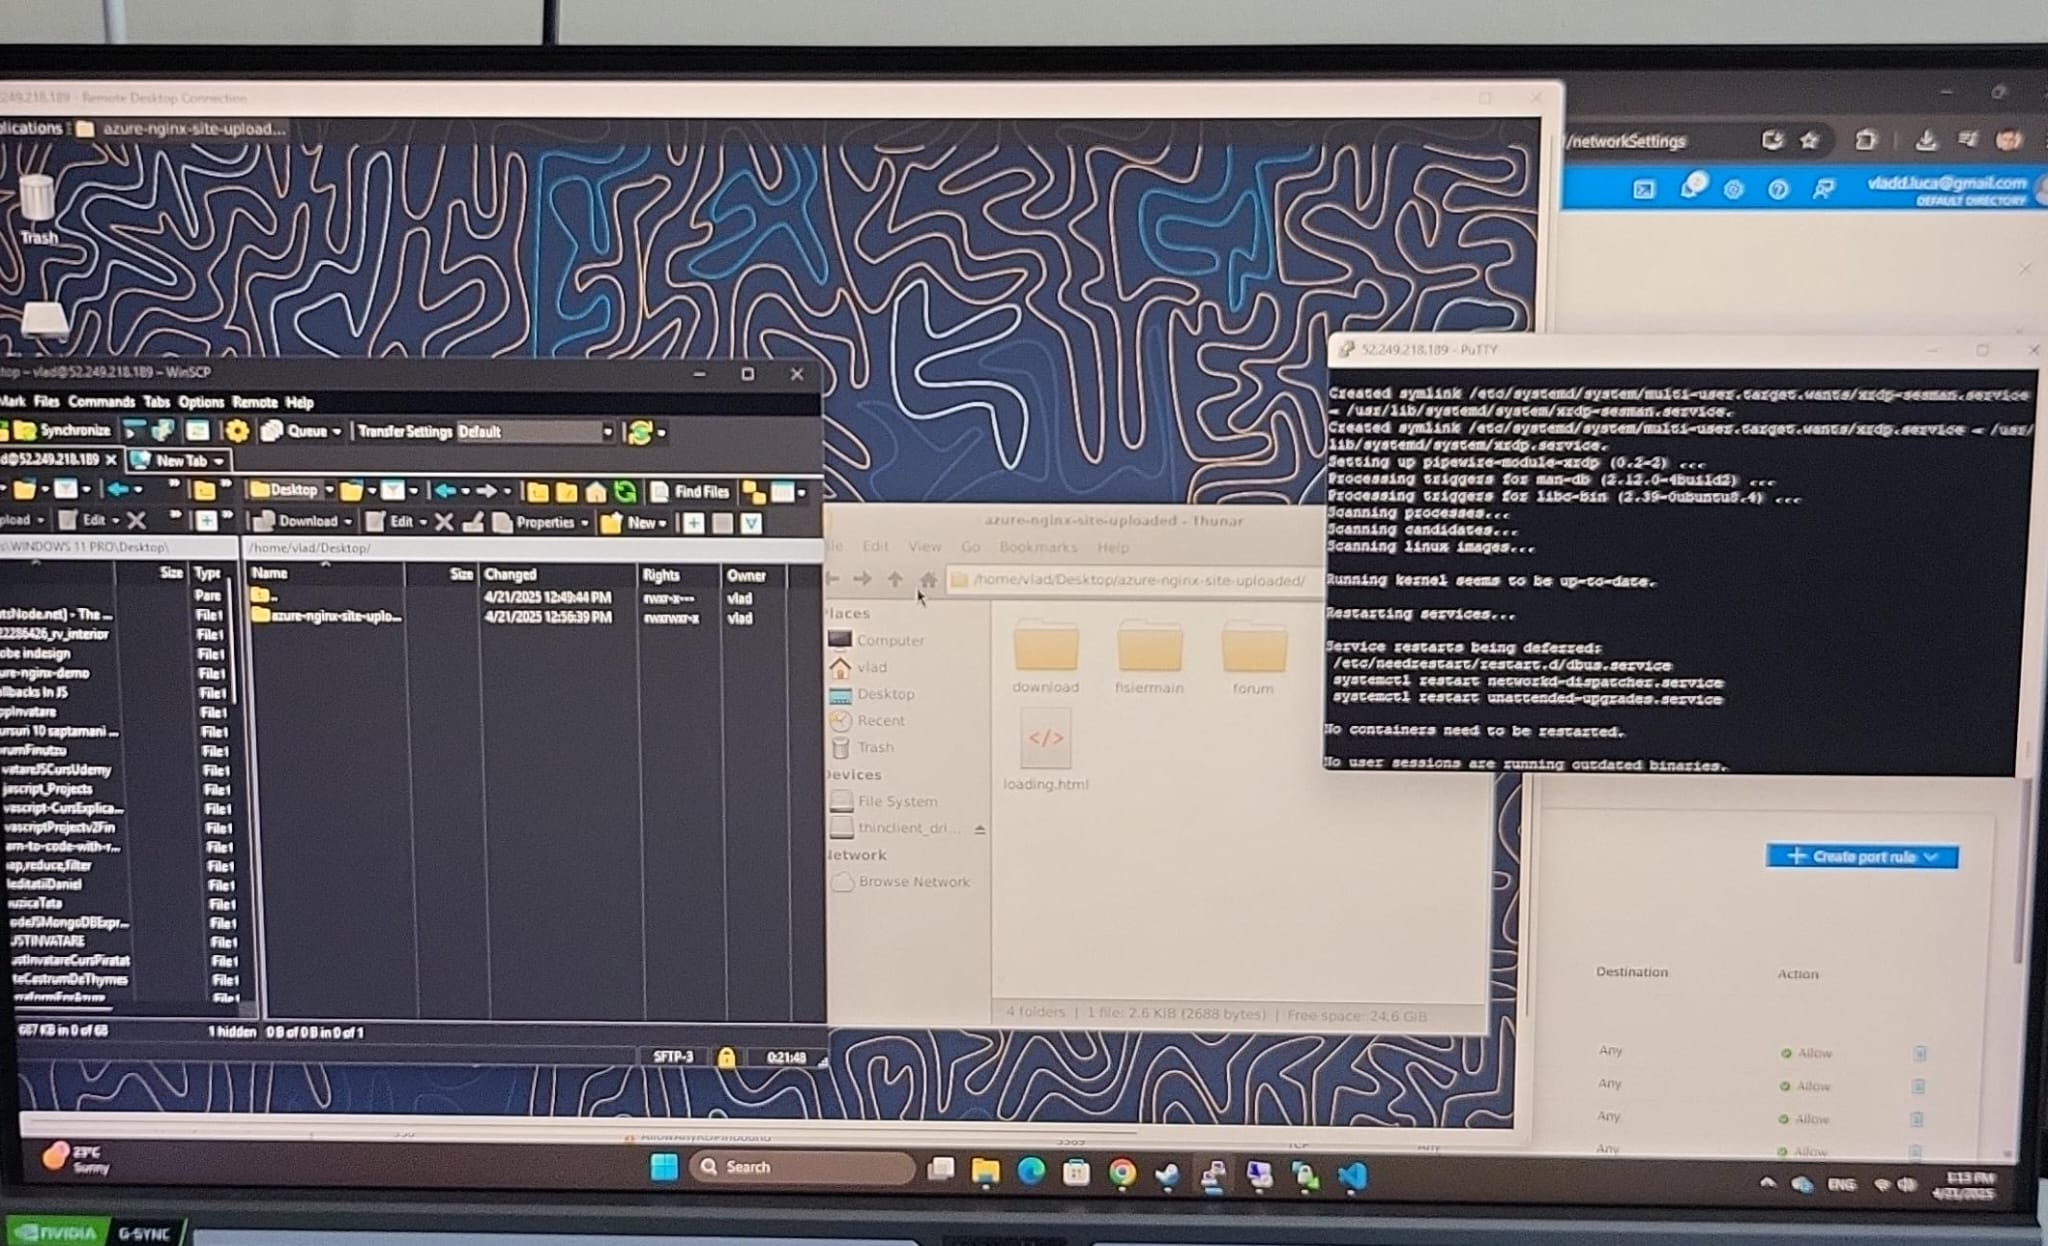 249.218.189 - Remote Desktop Connection
plications
azure-nginx-site-upload...
/networkSettings
vladd.luca@gmail.com
DEFAULT DIRECTORY
Trash
top - vlad@52.249.218.189 - WinSCP
Mark Files Commands Tabs Options Remote Help
Synchronize
Queue
Transfer Settings Default
d@52.249.218.189
New Tab
Desktop
Find Files
pload
Edit
Download
Edit
Properties
New
\WINDOWS 11 PRO\Desktop\
/home/vlad/Desktop/
Size Type
Name Size Changed Rights Owner
Pare
.. 4/21/2025 12:49:44 PM rwxr-x--- vlad
azure-nginx-site-uplo... 4/21/2025 12:56:39 PM rwxrwxr-x vlad
tsNode.net] - The ... File f
2286426_rv_interior File f
obe indesign File f
ure-nginx-demo File f
allbacks In JS File f
ppInvatare File f
ursuri 10 saptamani ... File f
rumFinutzu File f
vatareJSCursUdemy File f
jascript_Projects File f
vascript-CursExplica... File f
vascriptProjectv2Fin File f
arn-to-code-with-r... File f
ap,reduce,filter File f
leditatiiDaniel File f
uzicaTata File f
odeJSMongoDBExpr... File f
JSTINVATARE File f
ustInvatareCursPiratat File f
teCastrumDeThymes File f
File f
687 KB in 0 of 68
1 hidden
0 B of 0 B in 0 of 1
SFTP-3
0:21:48
azure-nginx-site-uploaded - Thunar
ile Edit View Go Bookmarks Help
/home/vlad/Desktop/azure-nginx-site-uploaded/
Places
Computer
vlad
Desktop
Recent
Trash
Devices
File System
thinclient_dri...
Network
Browse Network
download
fisiermain
forum
loading.html
4 folders | 1 file: 2.6 KiB (2688 bytes) | Free space: 24.6 GiB
52.249.218.189 - PuTTY
Created symlink /etc/systemd/system/multi-user.target.wants/xrdp-sesman.service
→ /usr/lib/systemd/system/xrdp-sesman.service.
Created symlink /etc/systemd/system/multi-user.target.wants/xrdp.service → /usr/
lib/systemd/system/xrdp.service.
Setting up pipewire-module-xrdp (0.2-2) ...
Processing triggers for man-db (2.12.0-4build2) ...
Processing triggers for libc-bin (2.39-0ubuntu8.4) ...
Scanning processes...
Scanning candidates...
Scanning linux images...
Running kernel seems to be up-to-date.
Restarting services...
Service restarts being deferred:
/etc/needrestart/restart.d/dbus.service
systemctl restart networkd-dispatcher.service
systemctl restart unattended-upgrades.service
No containers need to be restarted.
No user sessions are running outdated binaries.
+ Create port rule
Destination Action
Any Allow
Any Allow
Any Allow
Any Allow
AllowAnyRDPInbound 3389 TCP Any
23°C
Sunny
Search
ENG
1:13 PM
4/21/2025
NVIDIA G-SYNC